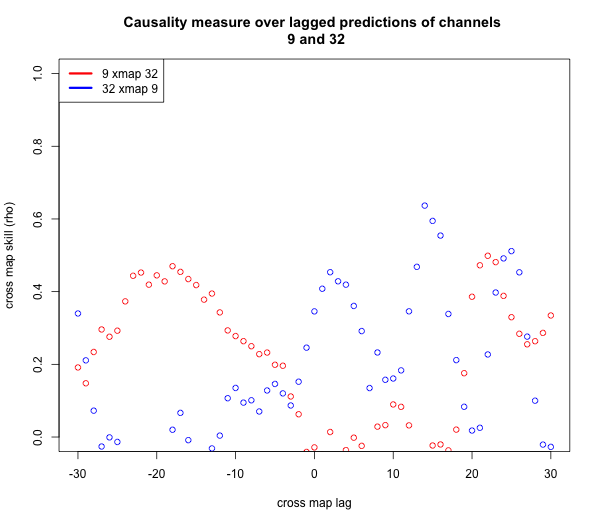 Causality measure over lagged predictions of channels
9 and 32
9 xmap 32
32 xmap 9
cross map skill (rho)
1.0
0.8
0.6
0.4
0.2
0.0
-30 -20 -10 0 10 20 30
cross map lag